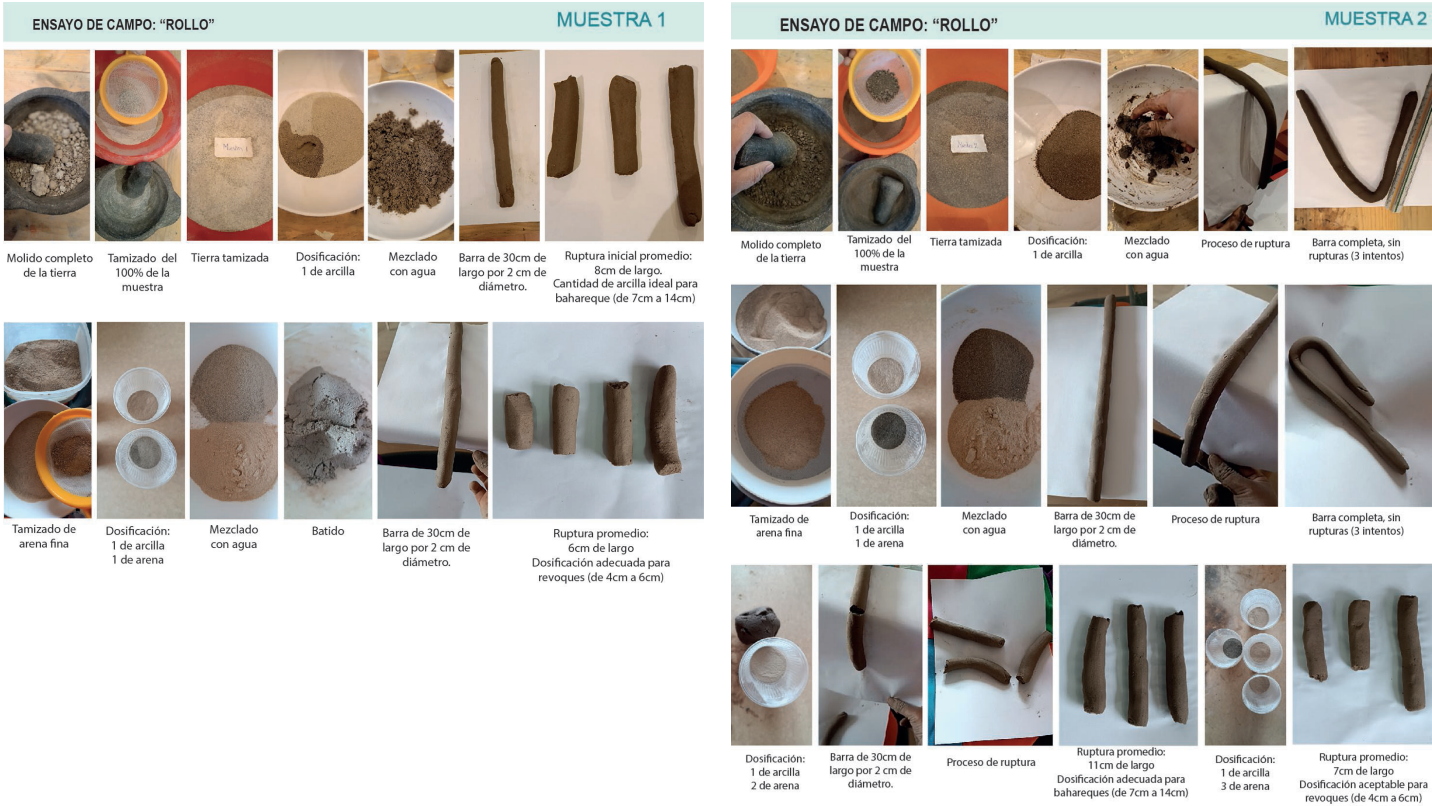 ENSAYO DE CAMPO: “ROLLO”
MUESTRA 1
Muestra 1
Molido completo
de la tierra
Tamizado del
100% de la
muestra
Tierra tamizada
Dosificación:
1 de arcilla
Mezclado
con agua
Barra de 30cm de
largo por 2 cm de
diámetro.
Ruptura inicial promedio:
8cm de largo.
Cantidad de arcilla ideal para
bahareque (de 7cm a 14cm)
Tamizado de
arena fina
Dosificación:
1 de arcilla
1 de arena
Mezclado
con agua
Batido
Barra de 30cm de
largo por 2 cm de
diámetro.
Ruptura promedio:
6cm de largo
Dosificación adecuada para
revoques (de 4cm a 6cm)
ENSAYO DE CAMPO: “ROLLO”
MUESTRA 2
Molido completo
de la tierra
Tamizado del
100% de la
muestra
Tierra tamizada
Dosificación:
1 de arcilla
Mezclado
con agua
Proceso de ruptura
Barra completa, sin
rupturas (3 intentos)
Tamizado de
arena fina
Dosificación:
1 de arcilla
1 de arena
Mezclado
con agua
Barra de 30cm de
largo por 2 cm de
diámetro.
Proceso de ruptura
Barra completa, sin
rupturas (3 intentos)
Dosificación:
1 de arcilla
2 de arena
Barra de 30cm de
largo por 2 cm de
diámetro.
Proceso de ruptura
Ruptura promedio:
11cm de largo
Dosificación adecuada para
bahareques (de 7cm a 14cm)
Dosificación:
1 de arcilla
3 de arena
Ruptura promedio:
7cm de largo
Dosificación aceptable para
revoques (de 4cm a 6cm)